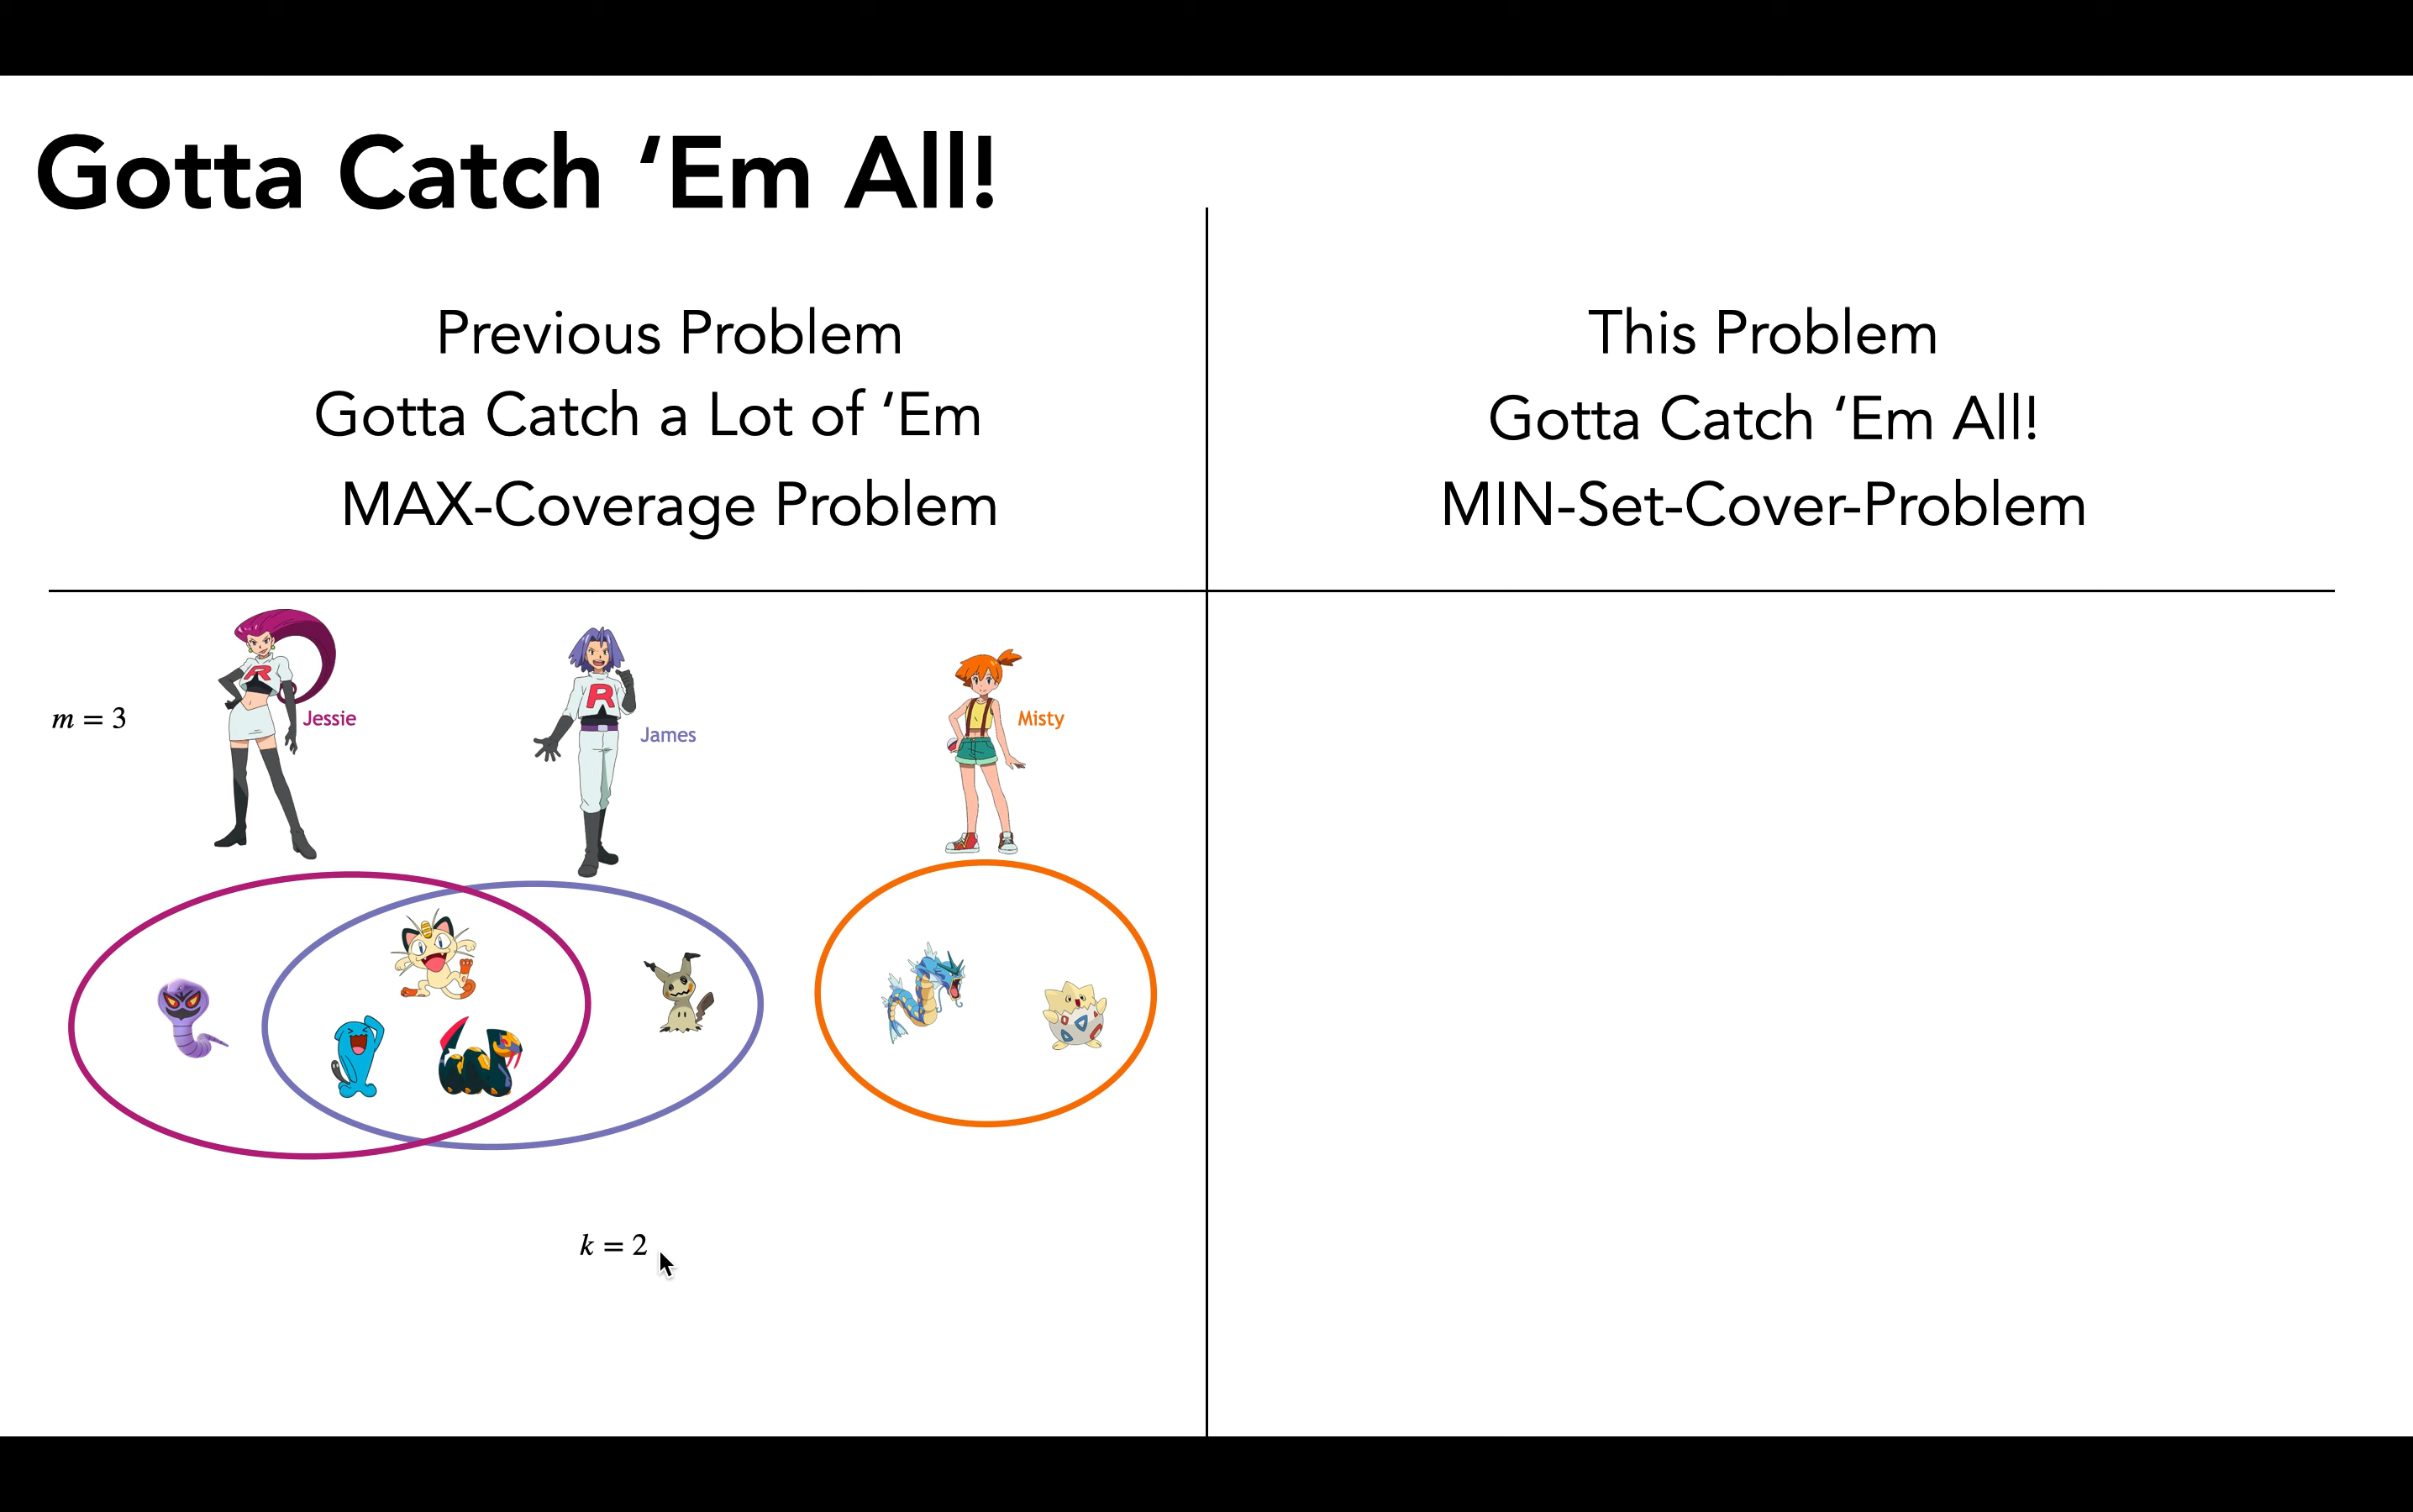 Gotta Catch ‘Em All!
Previous Problem
Gotta Catch a Lot of ‘Em
MAX-Coverage Problem
This Problem
Gotta Catch ‘Em All!
MIN-Set-Cover-Problem
m = 3
R
Jessie
R
James
Misty
k = 2